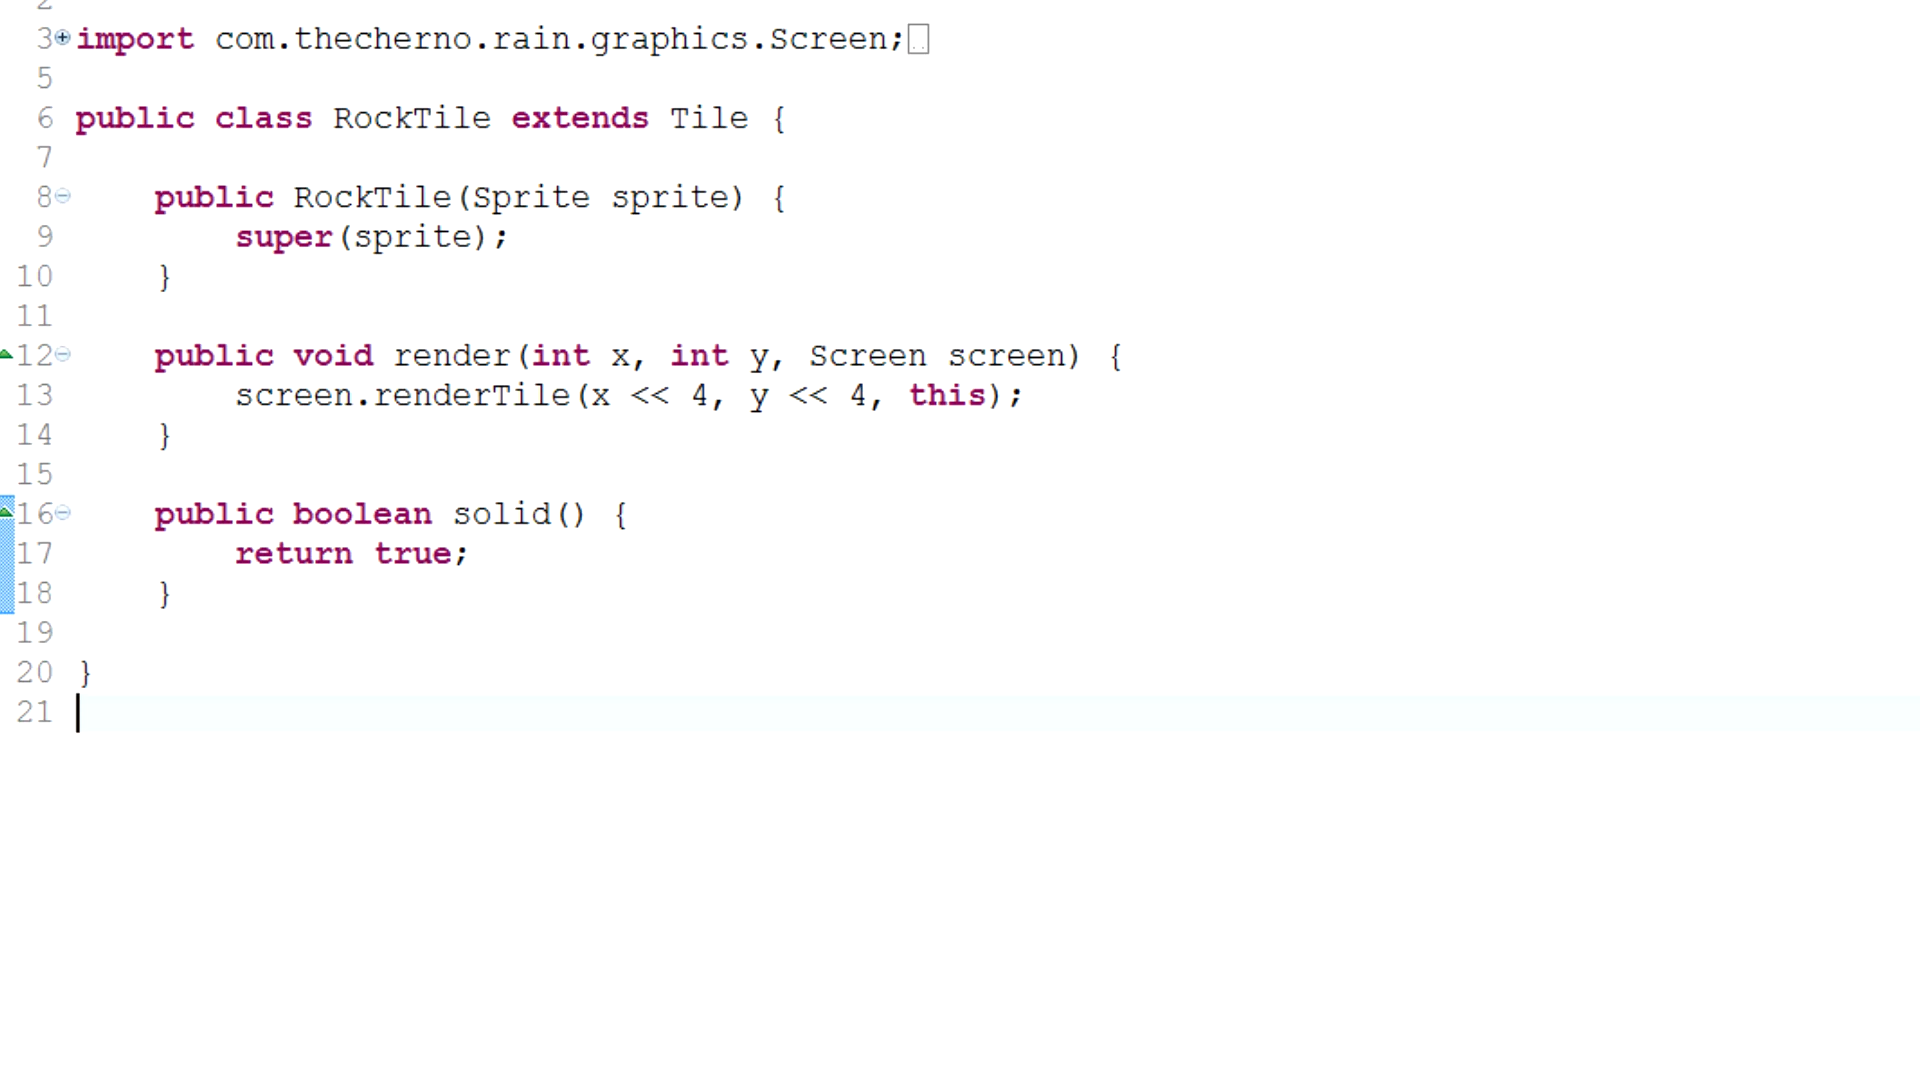 2
3 import com.thecherno.rain.graphics.Screen;
5
6 public class RockTile extends Tile {
7
8 public RockTile(Sprite sprite) {
9 super(sprite);
10 }
11
12 public void render(int x, int y, Screen screen) {
13 screen.renderTile(x << 4, y << 4, this);
14 }
15
16 public boolean solid() {
17 return true;
18 }
19
20 }
21